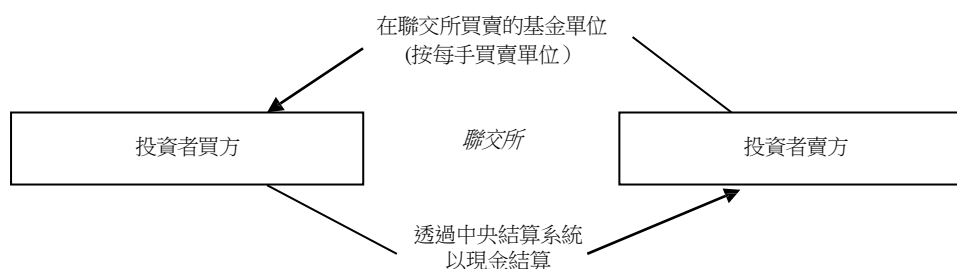 在聯交所買賣的基金單位
(按每手買賣單位）
投資者買方
聯交所
投資者賣方
透過中央結算系統
以現金結算